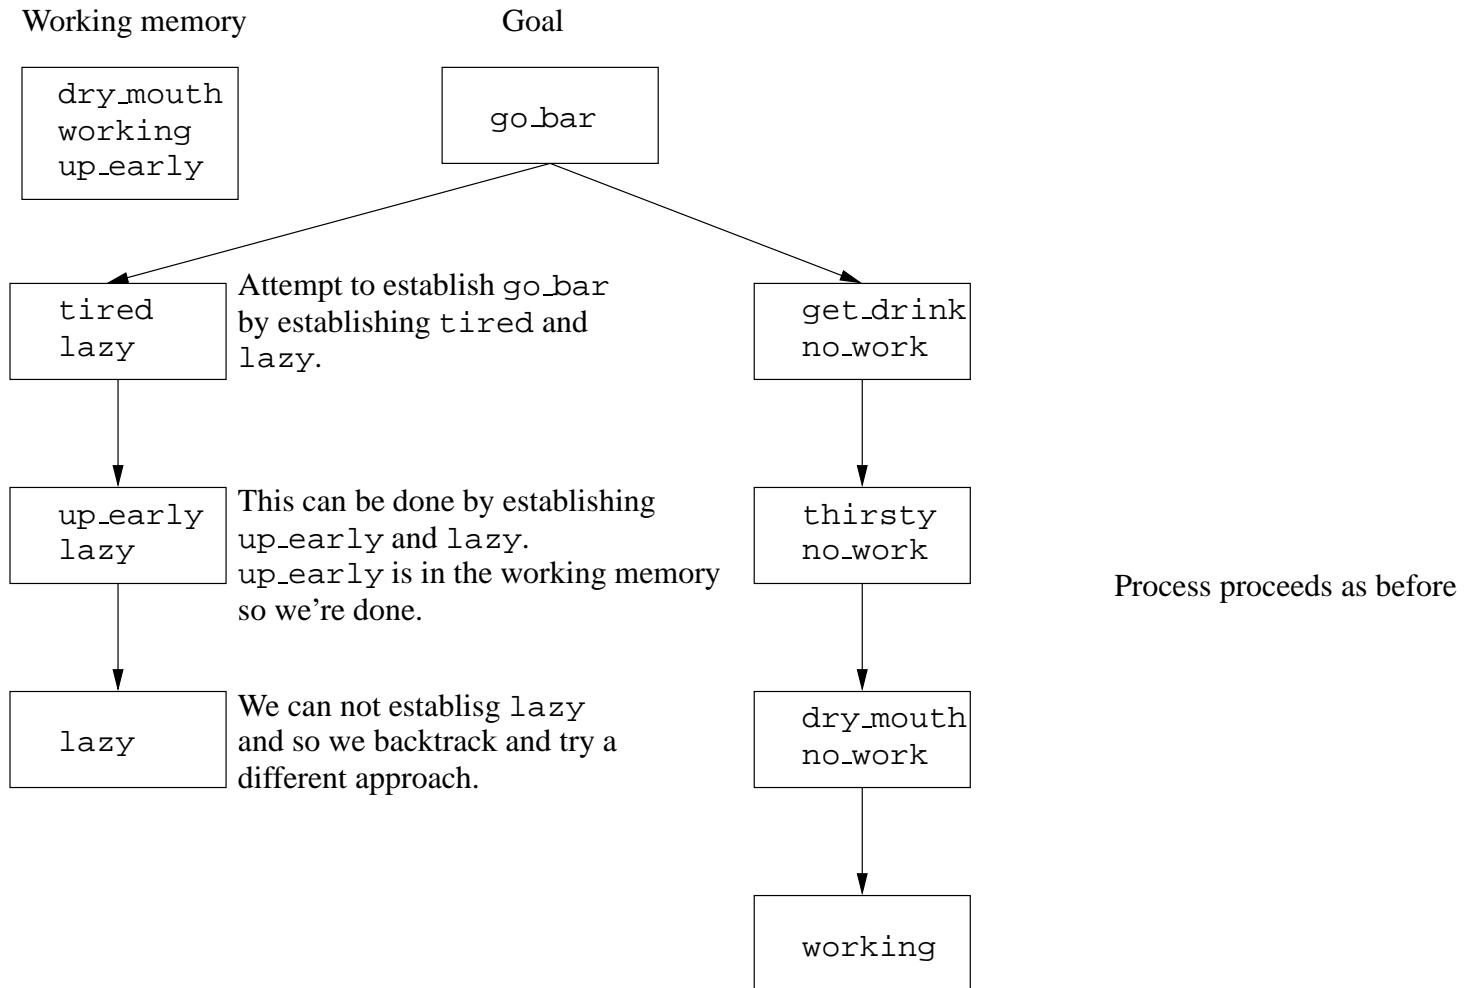 Working memory
Goal
dry_mouth
working
up_early
go_bar
tired
lazy
Attempt to establish go_bar
by establishing tired and
lazy.
get_drink
no_work
up_early
lazy
This can be done by establishing
up_early and lazy.
up_early is in the working memory
so we're done.
thirsty
no_work
Process proceeds as before
lazy
We can not establisg lazy
and so we backtrack and try a
different approach.
dry_mouth
no_work
working